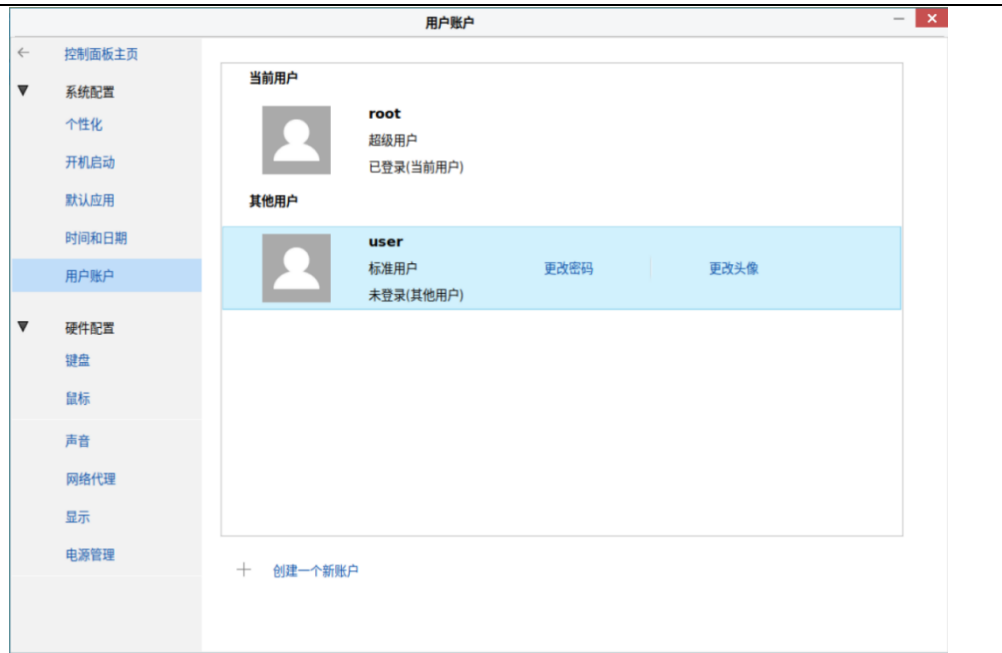 用户账户
控制面板主页
系统配置
个性化
开机启动
默认应用
时间和日期
用户账户
硬件配置
键盘
鼠标
声音
网络代理
显示
电源管理
当前用户
root
超级用户
已登录(当前用户)
其他用户
user
标准用户 更改密码 更改头像
未登录(其他用户)
创建一个新账户